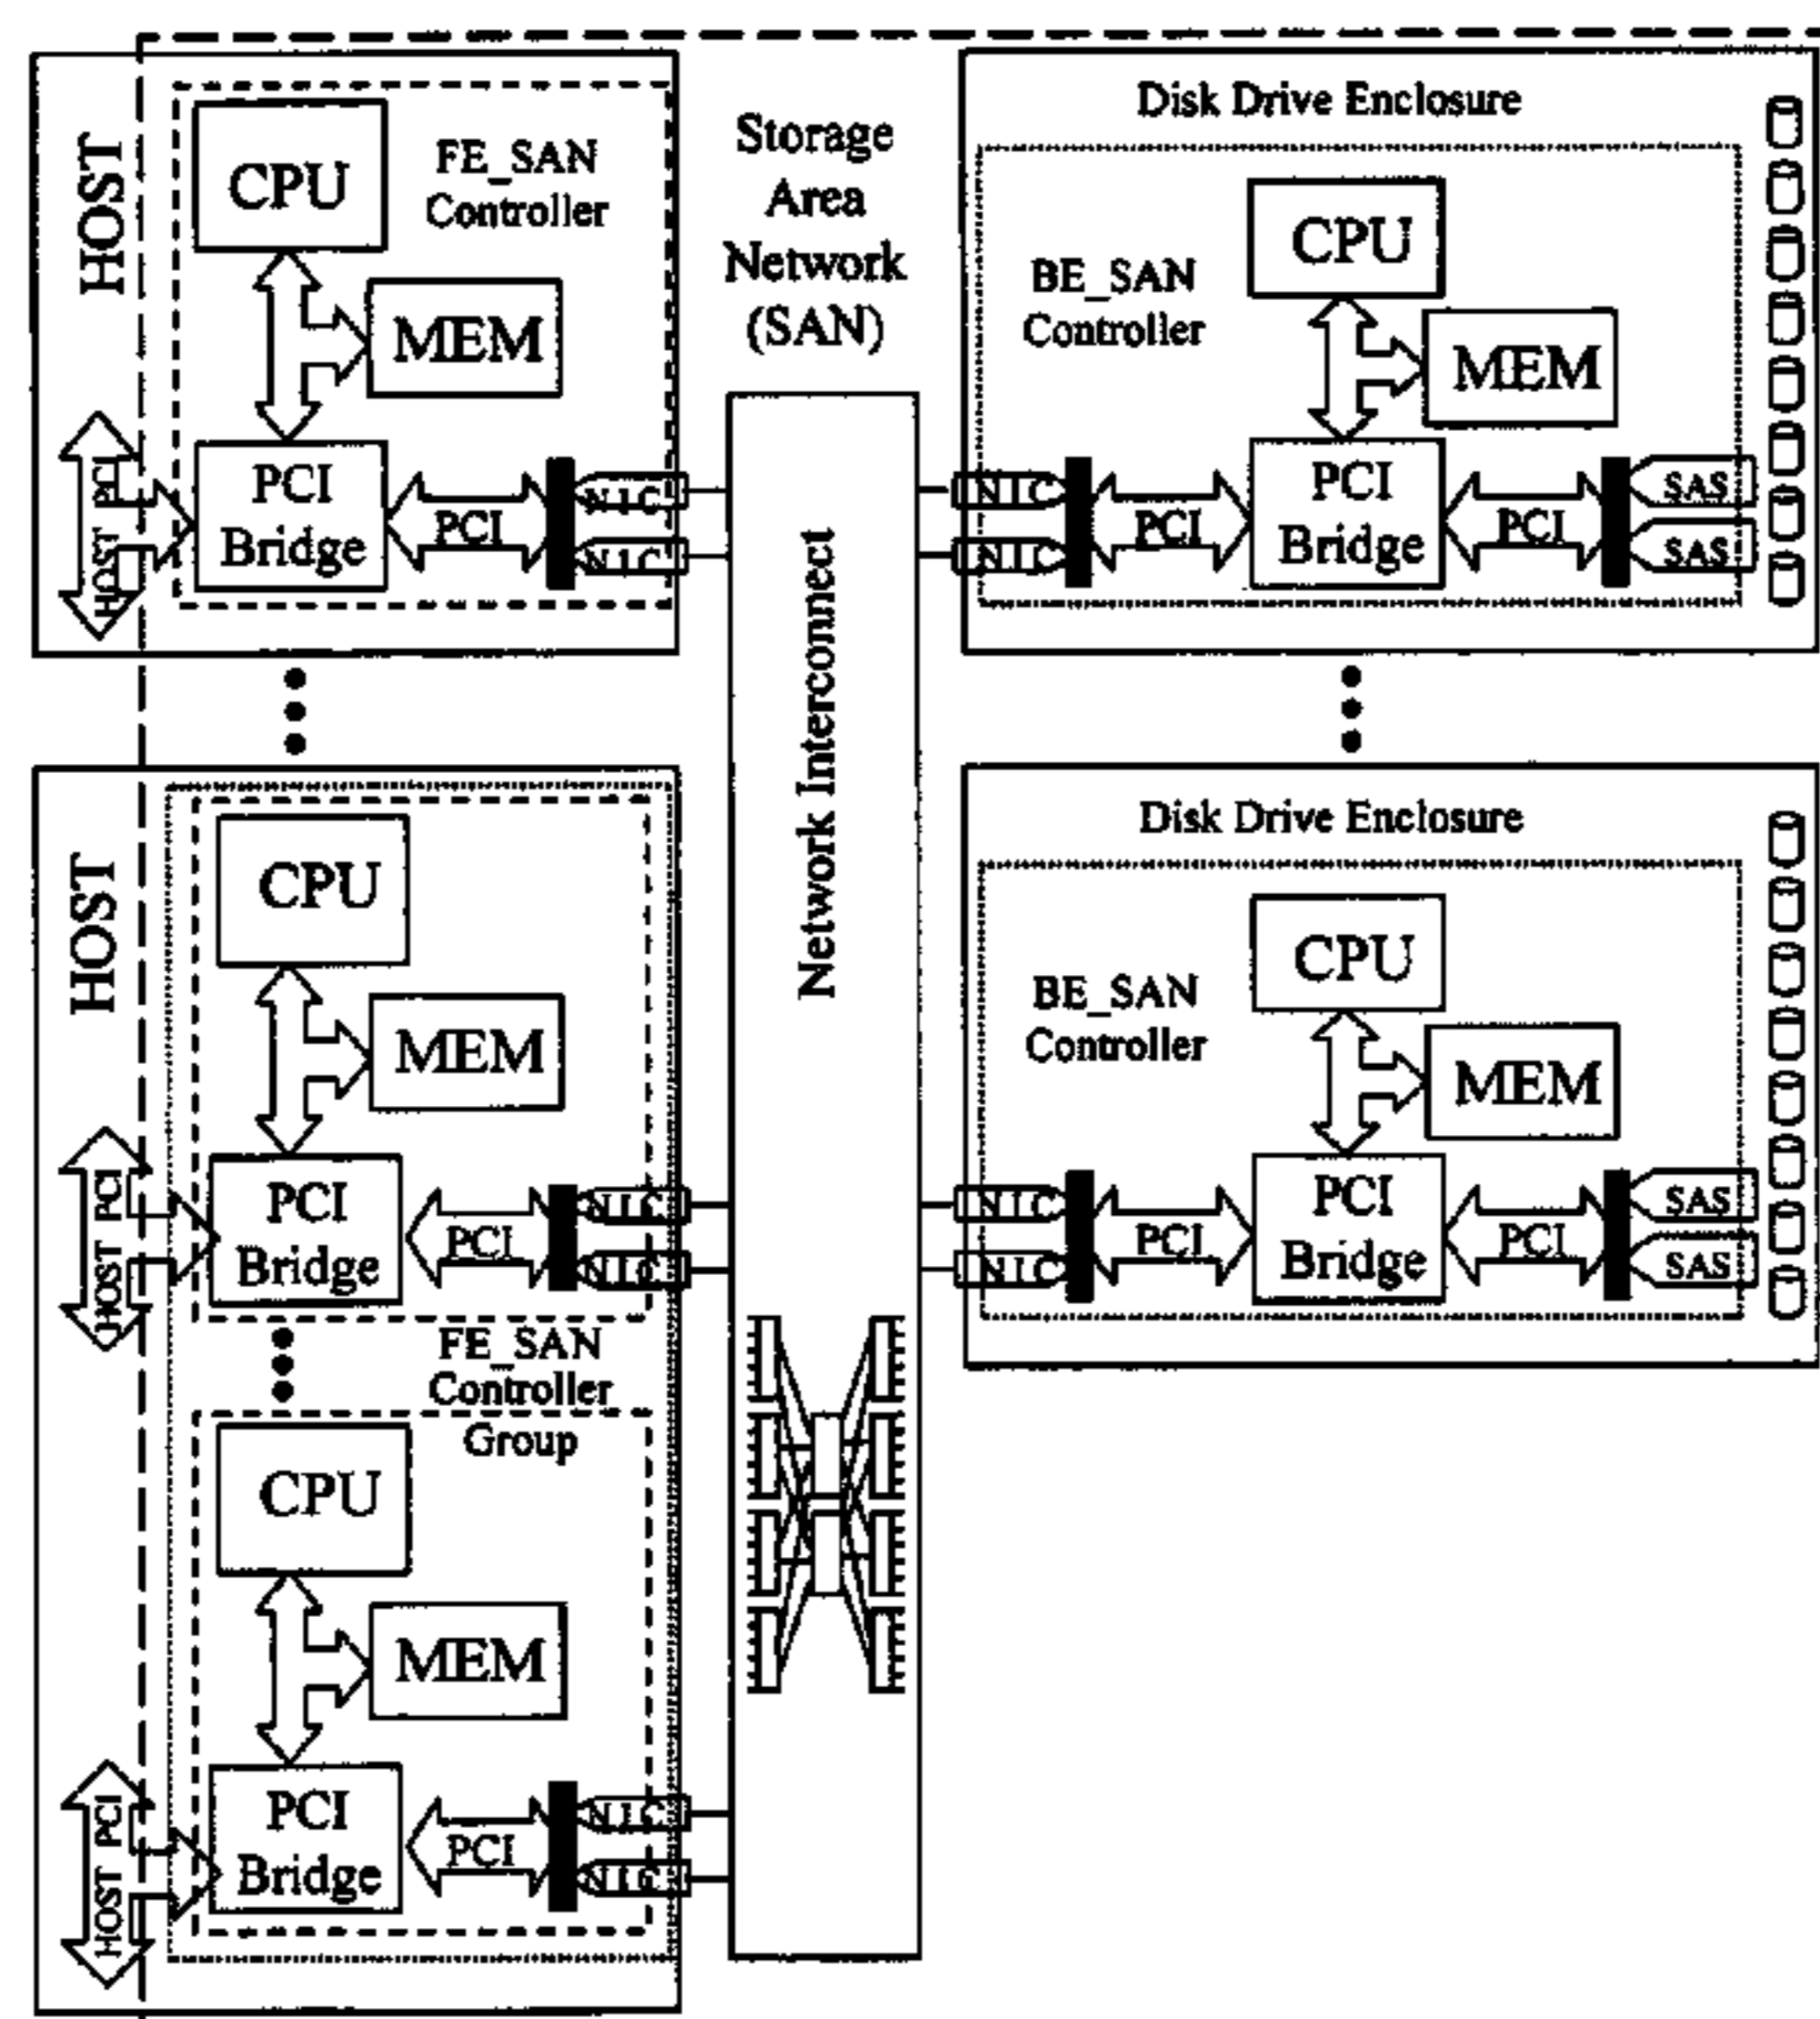 HOST
CPU
FE_SAN
Controller
MEM
HOST PCI
PCI
Bridge
PCI
NIC
NIC
Storage
Area
Network
(SAN)
Network Interconnect
Disk Drive Enclosure
BE_SAN
Controller
CPU
MEM
NIC
NIC
PCI
PCI
Bridge
PCI
SAS
SAS
HOST
CPU
MEM
HOST PCI
PCI
Bridge
PCI
NIC
NIC
FE_SAN
Controller
Group
CPU
MEM
HOST PCI
PCI
Bridge
PCI
NIC
NIC
Disk Drive Enclosure
BE_SAN
Controller
CPU
MEM
NIC
NIC
PCI
PCI
Bridge
PCI
SAS
SAS